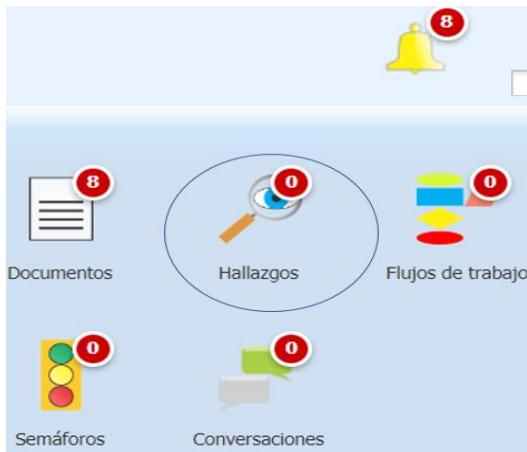 8
8
0
0
Documentos
Hallazgos
Flujos de trabajo
0
0
Semáforos
Conversaciones